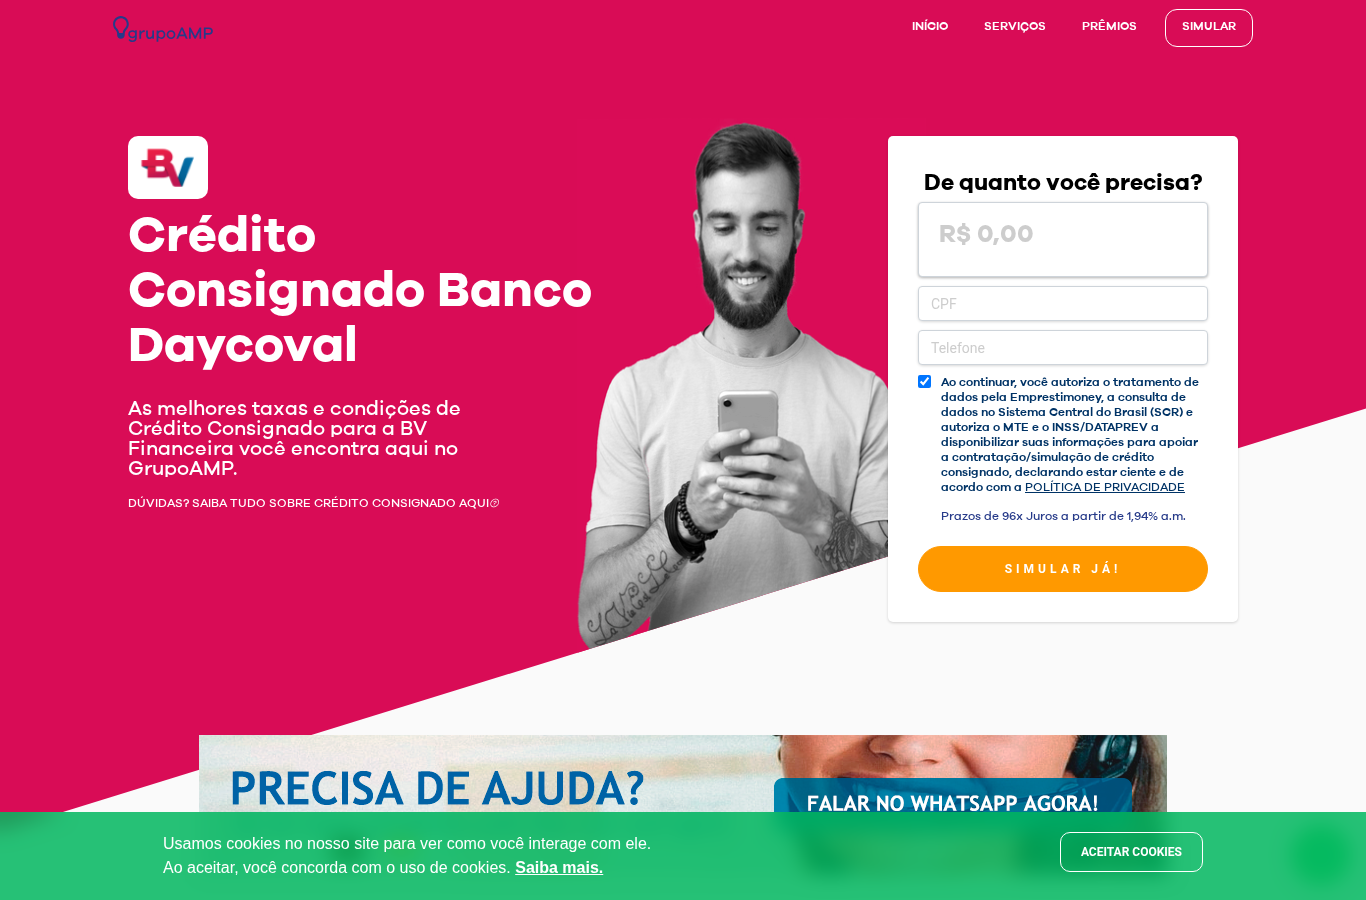 grupoAMP
INÍCIO
SERVIÇOS
PRÊMIOS
SIMULAR
BV
Crédito
Consignado Banco
Daycoval
As melhores taxas e condições de
Crédito Consignado para a BV
Financeira você encontra aqui no
GrupoAMP.
DÚVIDAS? SAIBA TUDO SOBRE CRÉDITO CONSIGNADO AQUI
De quanto você precisa?
R$ 0,00
CPF
Telefone
Ao continuar, você autoriza o tratamento de
dados pela Emprestimoney, a consulta de
dados no Sistema Central do Brasil (SCR) e
autoriza o MTE e o INSS/DATAPREV a
disponibilizar suas informações para apoiar
a contratação/simulação de crédito
consignado, declarando estar ciente e de
acordo com a POLÍTICA DE PRIVACIDADE
Prazos de 96x Juros a partir de 1,94% a.m.
SIMULAR JÁ!
PRECISA DE AJUDA?
FALAR NO WHATSAPP AGORA!
Usamos cookies no nosso site para ver como você interage com ele.
Ao aceitar, você concorda com o uso de cookies. Saiba mais.
ACEITAR COOKIES